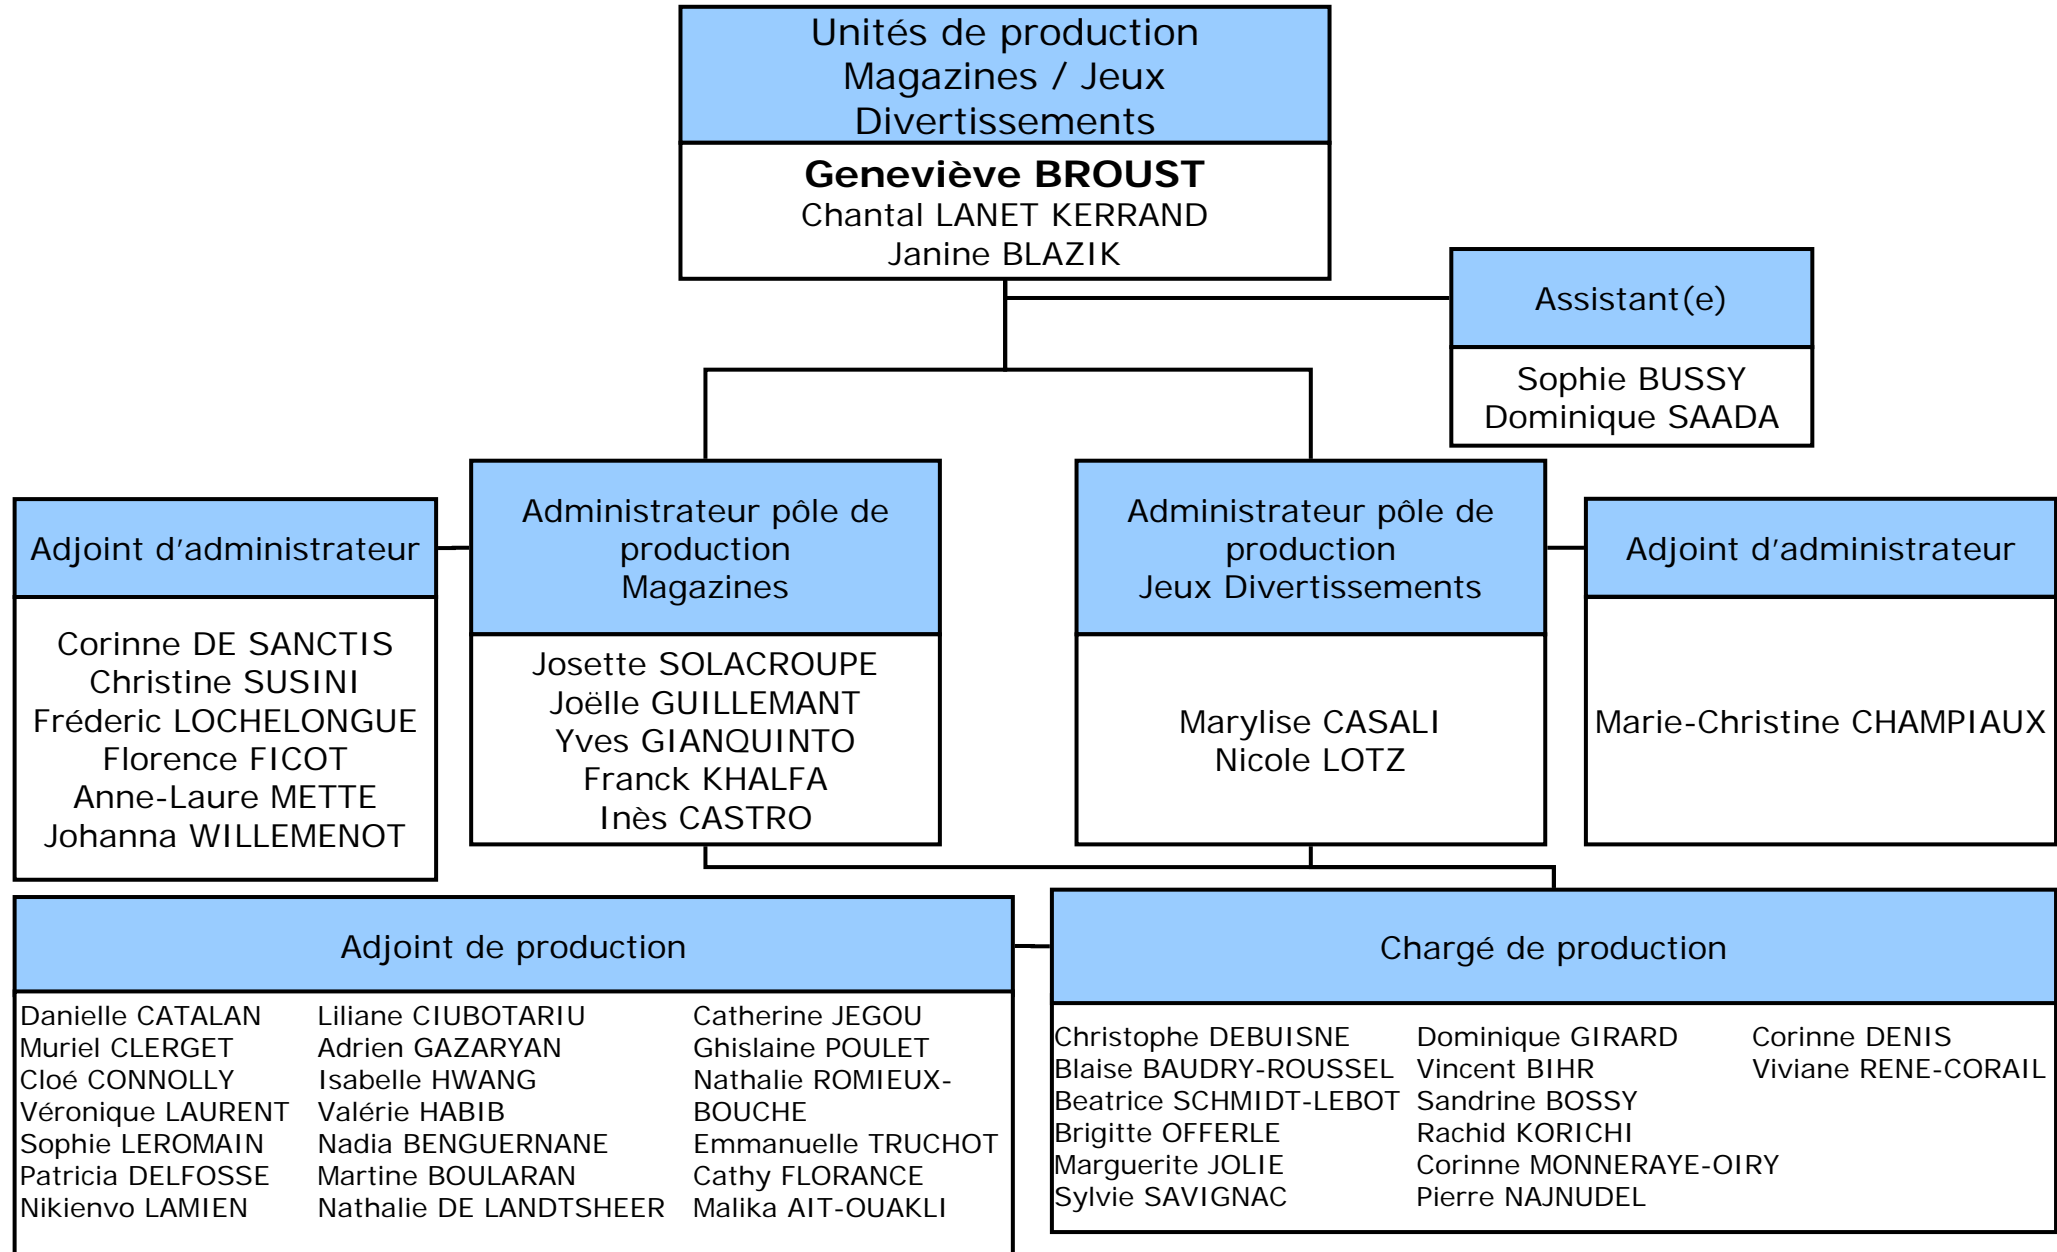 Unités de production
Magazines / Jeux
Divertissements
Geneviève BROUST
Chantal LANET KERRAND
Janine BLAZIK
Assistant(e)
Sophie BUSSY
Dominique SAADA
Adjoint d'administrateur
Corinne DE SANCTIS
Christine SUSINI
Fréderic LOCHELONGUE
Florence FICOT
Anne-Laure METTE
Johanna WILLEMENOT
Administrateur pôle de
production
Magazines
Josette SOLACROUPE
Joëlle GUILLEMANT
Yves GIANQUINTO
Franck KHALFA
Inès CASTRO
Administrateur pôle de
production
Jeux Divertissements
Marylise CASALI
Nicole LOTZ
Adjoint d'administrateur
Marie-Christine CHAMPIAUX
Adjoint de production
Danielle CATALAN
Muriel CLERGET
Cloé CONNOLLY
Véronique LAURENT
Sophie LEROMAIN
Patricia DELFOSSE
Nikienvo LAMIEN
Liliane CIUBOTARIU
Adrien GAZARYAN
Isabelle HWANG
Valérie HABIB
Nadia BENGUERNANE
Martine BOULARAN
Nathalie DE LANDTSHEER
Catherine JEGOU
Ghislaine POULET
Nathalie ROMIEUX-
BOUCHE
Emmanuelle TRUCHOT
Cathy FLORANCE
Malika AIT-OUAKLI
Chargé de production
Christophe DEBUISNE
Blaise BAUDRY-ROUSSEL
Beatrice SCHMIDT-LEBOT
Brigitte OFFERLE
Marguerite JOLIE
Sylvie SAVIGNAC
Dominique GIRARD
Vincent BIHR
Sandrine BOSSY
Rachid KORICHI
Corinne MONNERAYE-OIRY
Pierre NAJNUDEL
Corinne DENIS
Viviane RENE-CORAIL